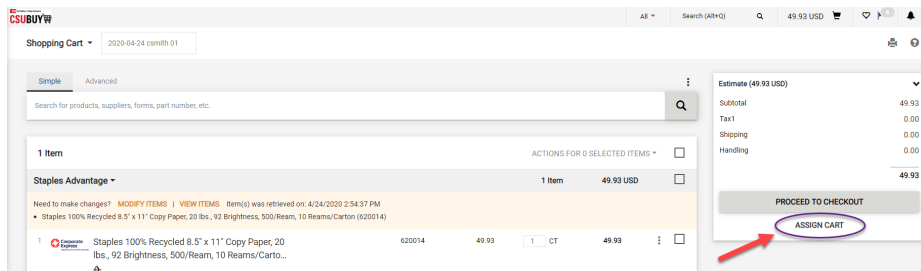 CSUBUY
All
Search (Alt+Q)
49.93 USD
0
Shopping Cart
2020-04-24 csmith 01
Simple Advanced
Search for products, suppliers, forms, part number, etc.
1 Item
ACTIONS FOR 0 SELECTED ITEMS
Staples Advantage
1 Item 49.93 USD
Need to make changes? MODIFY ITEMS | VIEW ITEMS Item(s) was retrieved on: 4/24/2020 2:54:37 PM
• Staples 100% Recycled 8.5" x 11" Copy Paper, 20 lbs., 92 Brightness, 500/Ream, 10 Reams/Carton (620014)
1 Corporate Express Staples 100% Recycled 8.5" x 11" Copy Paper, 20 620014 49.93 1 CT 49.93
lbs., 92 Brightness, 500/Ream, 10 Reams/Carto...
Estimate (49.93 USD)
Subtotal 49.93
Tax1 0.00
Shipping 0.00
Handling 0.00
49.93
PROCEED TO CHECKOUT
ASSIGN CART